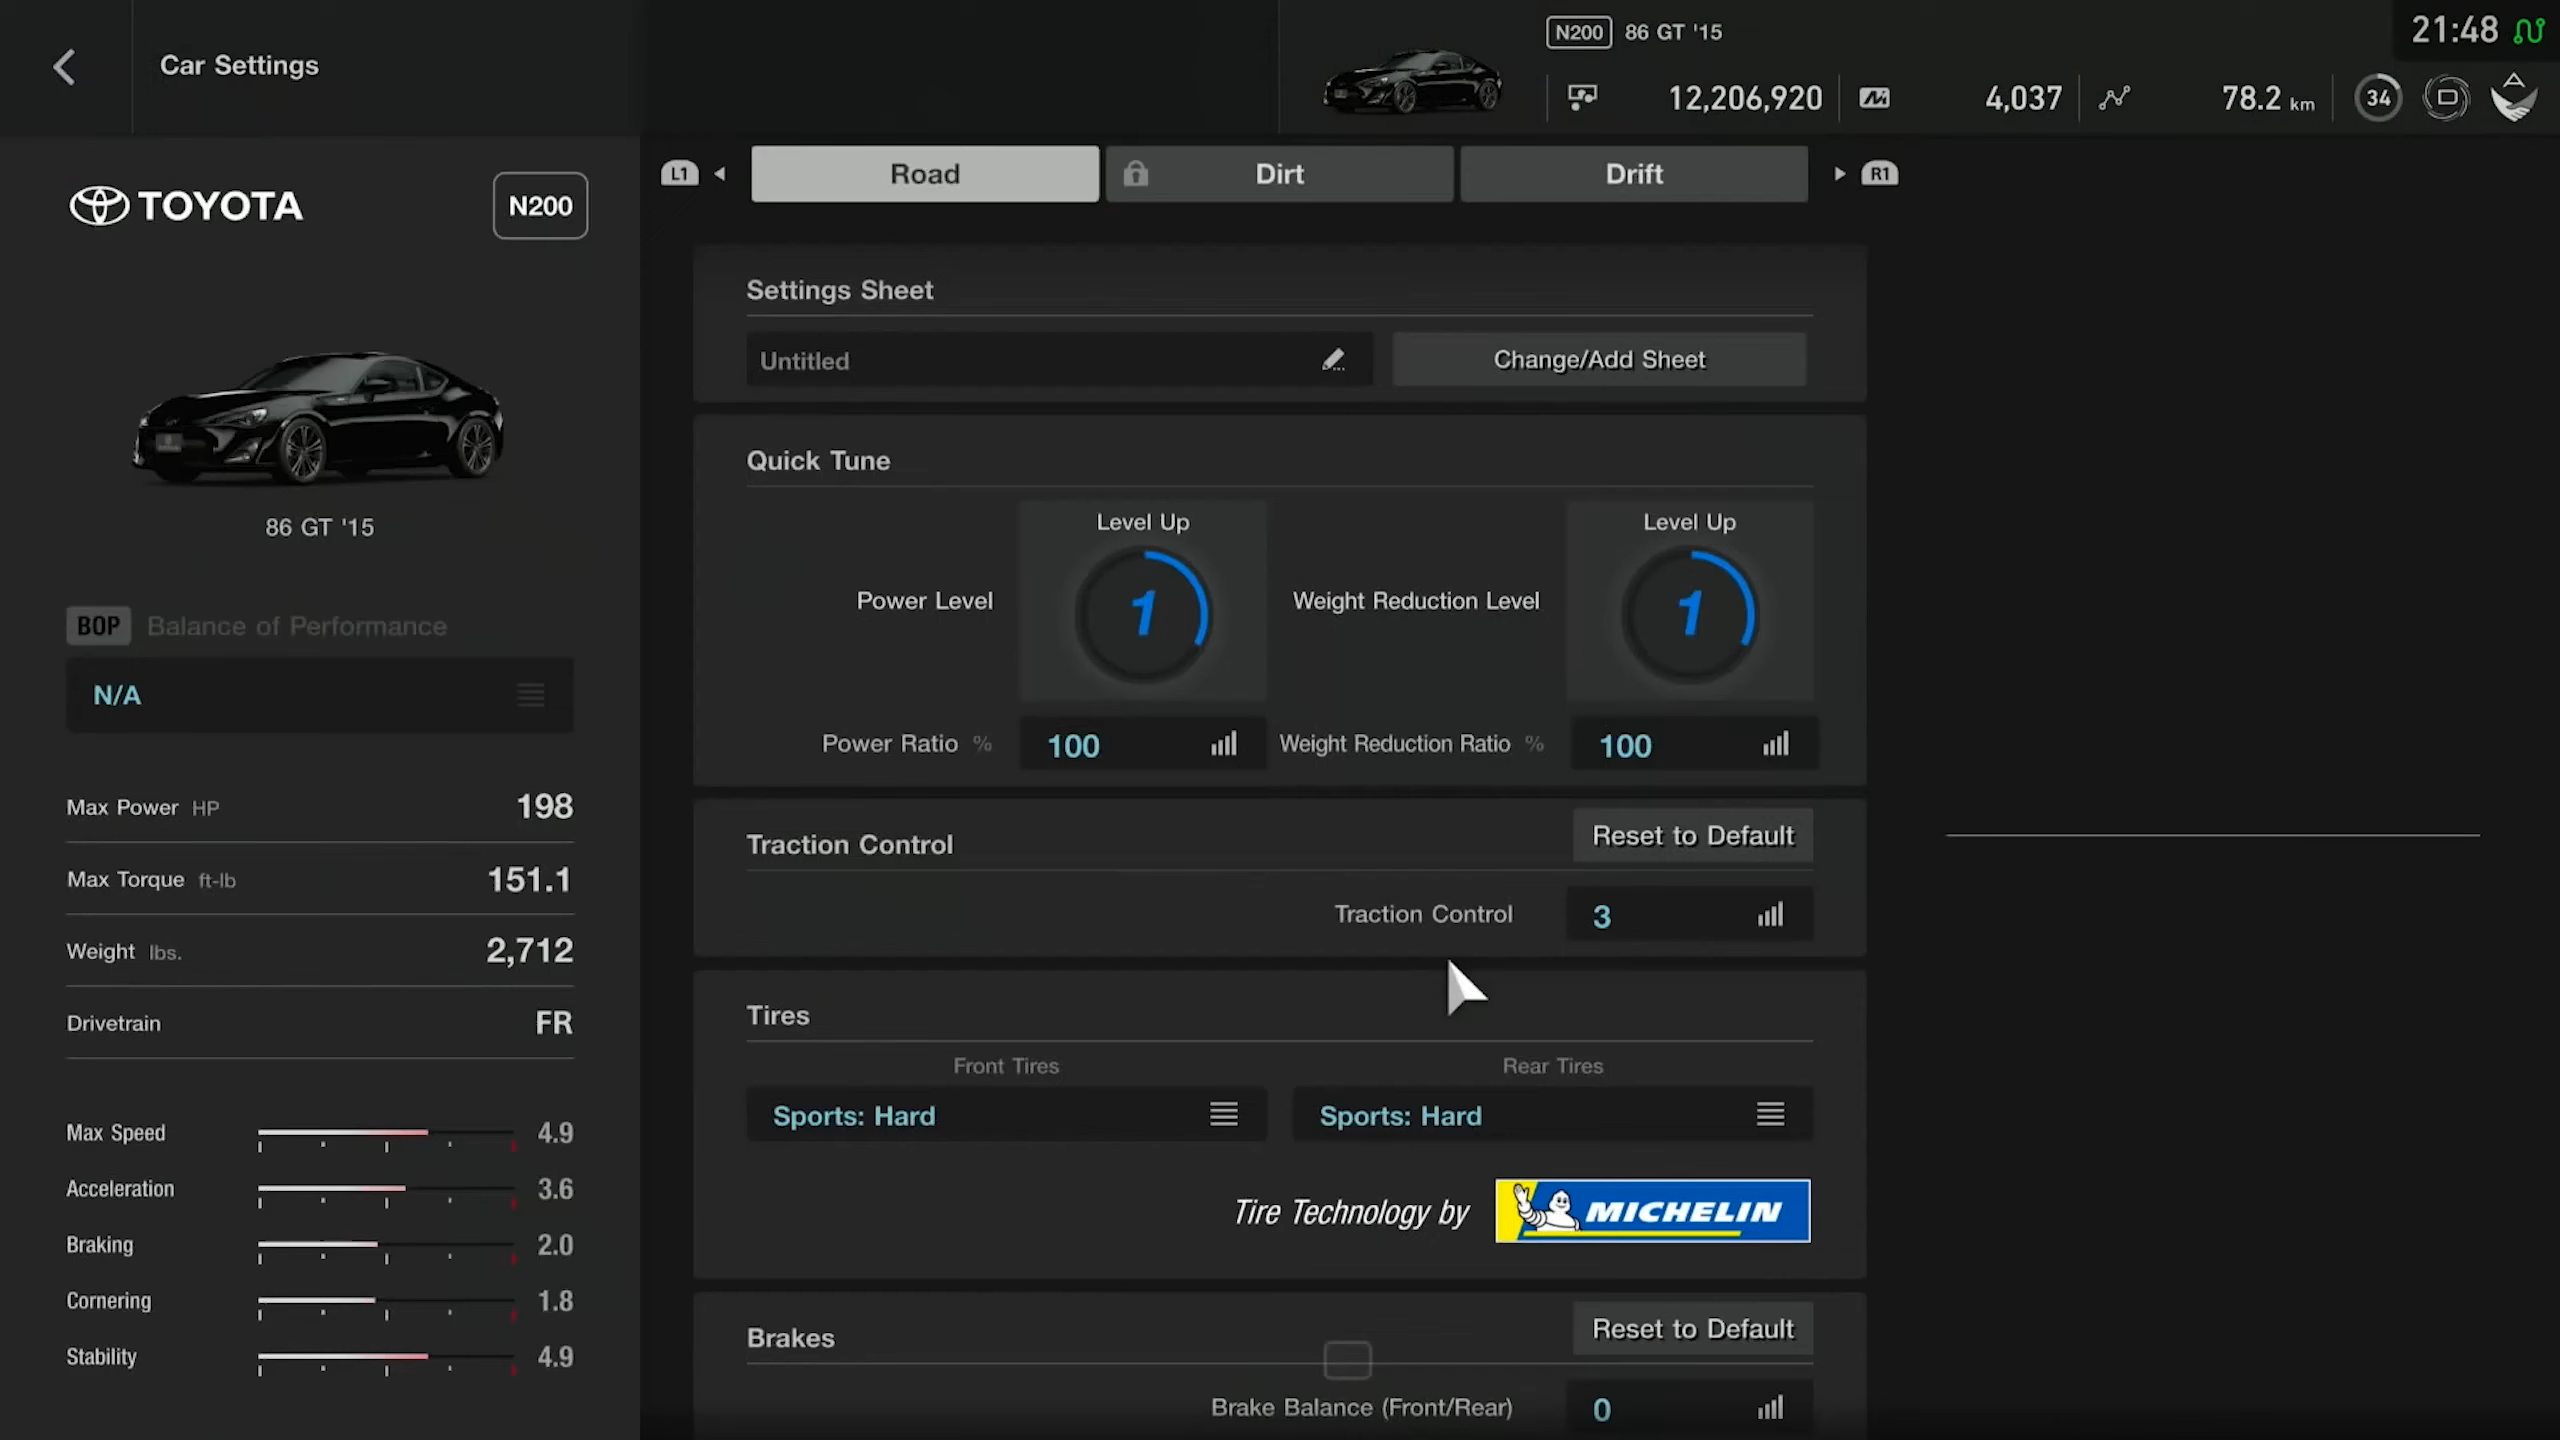 Car Settings
N200 86 GT '15
21:48
12,206,920
4,037
78.2 km
34
TOYOTA
N200
86 GT '15
BOP Balance of Performance
N/A
Max Power HP 198
Max Torque ft-lb 151.1
Weight lbs. 2,712
Drivetrain FR
Max Speed 4.9
Acceleration 3.6
Braking 2.0
Cornering 1.8
Stability 4.9
L1 Road Dirt Drift R1
Settings Sheet
Untitled
Change/Add Sheet
Quick Tune
Level Up Level Up
Power Level 1 Weight Reduction Level 1
Power Ratio % 100 Weight Reduction Ratio % 100
Traction Control Reset to Default
Traction Control 3
Tires
Front Tires Rear Tires
Sports: Hard Sports: Hard
Tire Technology by MICHELIN
Brakes Reset to Default
Brake Balance (Front/Rear) 0